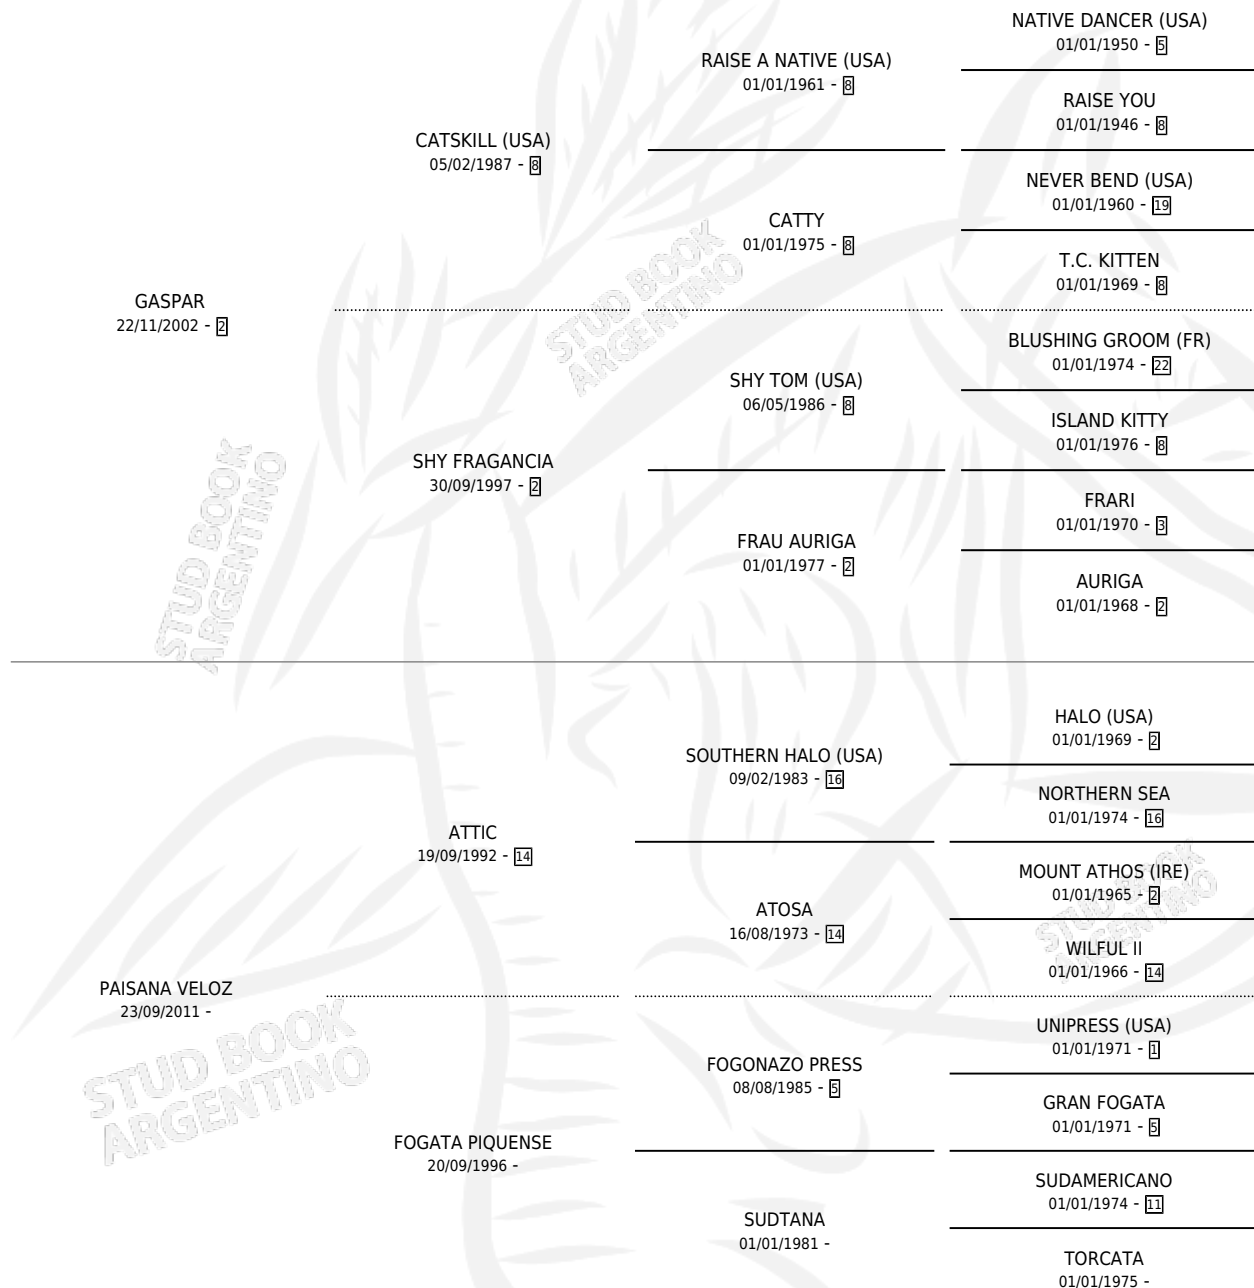 NATIVE DANCER (USA)
01/01/1950 - 5
RAISE A NATIVE (USA)
01/01/1961 - 8
RAISE YOU
01/01/1946 - 8
CATSKILL (USA)
05/02/1987 - 8
NEVER BEND (USA)
01/01/1960 - 19
CATTY
01/01/1975 - 8
T.C. KITTEN
01/01/1969 - 8
GASPAR
22/11/2002 - 2
BLUSHING GROOM (FR)
01/01/1974 - 22
SHY TOM (USA)
06/05/1986 - 8
ISLAND KITTY
01/01/1976 - 8
SHY FRAGANCIA
30/09/1997 - 2
FRARI
01/01/1970 - 3
FRAU AURIGA
01/01/1977 - 2
AURIGA
01/01/1968 - 2
HALO (USA)
01/01/1969 - 2
SOUTHERN HALO (USA)
09/02/1983 - 16
NORTHERN SEA
01/01/1974 - 16
ATTIC
19/09/1992 - 14
MOUNT ATHOS (IRE)
01/01/1965 - 2
ATOSA
16/08/1973 - 14
WILFUL II
01/01/1966 - 14
PAISANA VELOZ
23/09/2011 -
UNIPRESS (USA)
01/01/1971 - 1
FOGONAZO PRESS
08/08/1985 - 5
GRAN FOGATA
01/01/1971 - 5
FOGATA PIQUENSE
20/09/1996 -
SUDAMERICANO
01/01/1974 - 11
SUDTANA
01/01/1981 -
TORCATA
01/01/1975 -
STUD BOOK
ARGENTINO
STUD BOOK
ARGENTINO
STUD BOOK
ARGENTINO
STUD BOOK
ARGENTINO